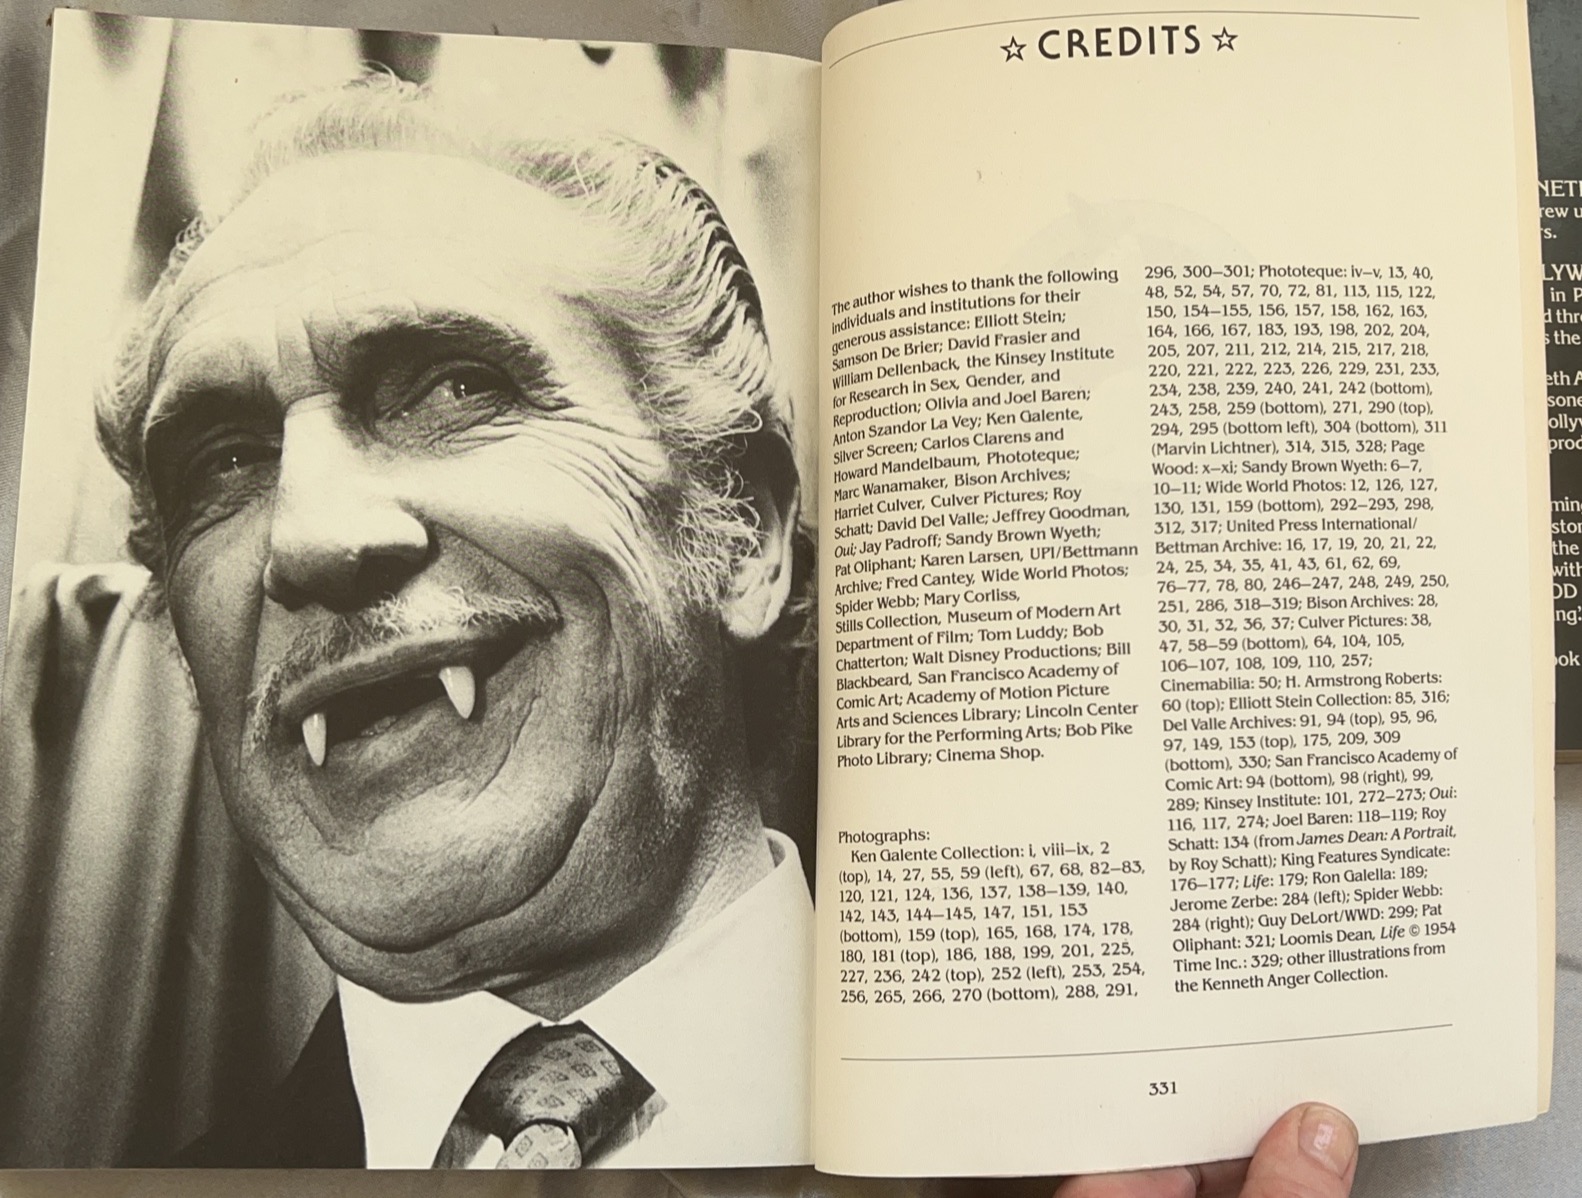 ☆ CREDITS ☆
The author wishes to thank the following
individuals and institutions for their
generous assistance: Elliott Stein;
Samson De Brier; David Frasier and
William Dellenback, the Kinsey Institute
for Research in Sex, Gender, and
Reproduction; Olivia and Joel Baren;
Anton Szandor La Vey; Ken Galente,
Silver Screen; Carlos Clarens and
Howard Mandelbaum, Phototeque;
Marc Wanamaker, Bison Archives;
Harriet Culver, Culver Pictures; Roy
Schatt; David Del Valle; Jeffrey Goodman,
Oui; Jay Padroff; Sandy Brown Wyeth;
Pat Oliphant; Karen Larsen, UPI/Bettmann
Archive; Fred Cantey, Wide World Photos;
Spider Webb; Mary Corliss,
Stills Collection, Museum of Modern Art
Department of Film; Tom Luddy; Bob
Chatterton; Walt Disney Productions; Bill
Blackbeard, San Francisco Academy of
Comic Art; Academy of Motion Picture
Arts and Sciences Library; Lincoln Center
Library for the Performing Arts; Bob Pike
Photo Library; Cinema Shop.
Photographs:
Ken Galente Collection: i, viii–ix, 2
(top), 14, 27, 55, 59 (left), 67, 68, 82–83,
120, 121, 124, 136, 137, 138–139, 140,
142, 143, 144–145, 147, 151, 153
(bottom), 159 (top), 165, 168, 174, 178,
180, 181 (top), 186, 188, 199, 201, 225,
227, 236, 242 (top), 252 (left), 253, 254,
256, 265, 266, 270 (bottom), 288, 291,
296, 300–301; Phototeque: iv–v, 13, 40,
48, 52, 54, 57, 70, 72, 81, 113, 115, 122,
150, 154–155, 156, 157, 158, 162, 163,
164, 166, 167, 183, 193, 198, 202, 204,
205, 207, 211, 212, 214, 215, 217, 218,
220, 221, 222, 223, 226, 229, 231, 233,
234, 238, 239, 240, 241, 242 (bottom),
243, 258, 259 (bottom), 271, 290 (top),
294, 295 (bottom left), 304 (bottom), 311
(Marvin Lichtner), 314, 315, 328; Page
Wood: x–xi; Sandy Brown Wyeth: 6–7,
10–11; Wide World Photos: 12, 126, 127,
130, 131, 159 (bottom), 292–293, 298,
312, 317; United Press International/
Bettman Archive: 16, 17, 19, 20, 21, 22,
24, 25, 34, 35, 41, 43, 61, 62, 69,
76–77, 78, 80, 246–247, 248, 249, 250,
251, 286, 318–319; Bison Archives: 28,
30, 31, 32, 36, 37; Culver Pictures: 38,
47, 58–59 (bottom), 64, 104, 105,
106–107, 108, 109, 110, 257;
Cinemabilia: 50; H. Armstrong Roberts:
60 (top); Elliott Stein Collection: 85, 316;
Del Valle Archives: 91, 94 (top), 95, 96,
97, 149, 153 (top), 175, 209, 309
(bottom), 330; San Francisco Academy of
Comic Art: 94 (bottom), 98 (right), 99,
289; Kinsey Institute: 101, 272–273; Oui:
116, 117, 274; Joel Baren: 118–119; Roy
Schatt: 134 (from James Dean: A Portrait,
by Roy Schatt); King Features Syndicate:
176–177; Life: 179; Ron Galella: 189;
Jerome Zerbe: 284 (left); Spider Webb:
284 (right); Guy DeLort/WWD: 299; Pat
Oliphant: 321; Loomis Dean, Life © 1954
Time Inc.: 329; other illustrations from
the Kenneth Anger Collection.
331